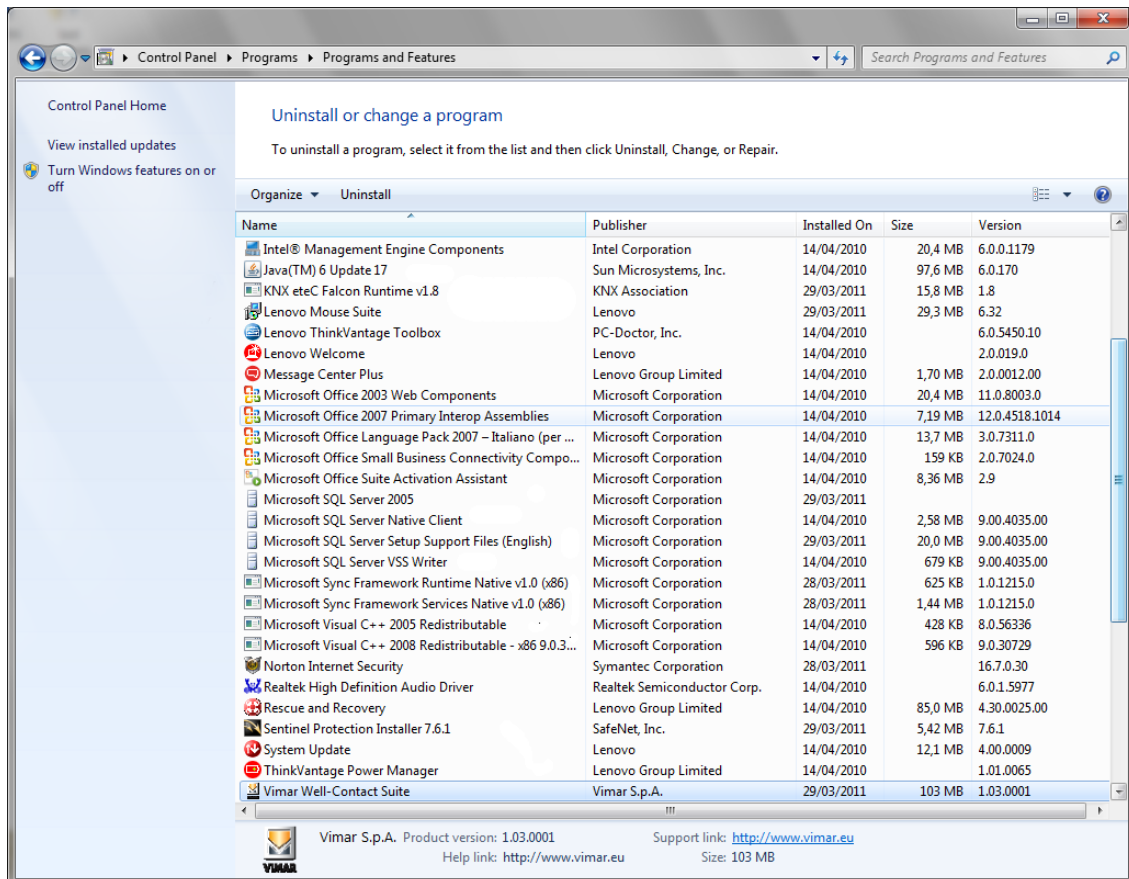 Control Panel Programs Programs and Features Search Programs and Features
Control Panel Home
View installed updates
Turn Windows features on or
off
Uninstall or change a program
To uninstall a program, select it from the list and then click Uninstall, Change, or Repair.
Organize Uninstall
Name Publisher Installed On Size Version
Intel® Management Engine Components Intel Corporation 14/04/2010 20,4 MB 6.0.0.1179
Java(TM) 6 Update 17 Sun Microsystems, Inc. 14/04/2010 97,6 MB 6.0.170
KNX eteC Falcon Runtime v1.8 KNX Association 29/03/2011 15,8 MB 1.8
Lenovo Mouse Suite Lenovo 29/03/2011 29,3 MB 6.32
Lenovo ThinkVantage Toolbox PC-Doctor, Inc. 14/04/2010 6.0.5450.10
Lenovo Welcome Lenovo 14/04/2010 2.0.019.0
Message Center Plus Lenovo Group Limited 14/04/2010 1,70 MB 2.0.0012.00
Microsoft Office 2003 Web Components Microsoft Corporation 14/04/2010 20,4 MB 11.0.8003.0
Microsoft Office 2007 Primary Interop Assemblies Microsoft Corporation 14/04/2010 7,19 MB 12.0.4518.1014
Microsoft Office Language Pack 2007 – Italiano (per ... Microsoft Corporation 14/04/2010 13,7 MB 3.0.7311.0
Microsoft Office Small Business Connectivity Compo... Microsoft Corporation 14/04/2010 159 KB 2.0.7024.0
Microsoft Office Suite Activation Assistant Microsoft Corporation 14/04/2010 8,36 MB 2.9
Microsoft SQL Server 2005 Microsoft Corporation 29/03/2011
Microsoft SQL Server Native Client Microsoft Corporation 14/04/2010 2,58 MB 9.00.4035.00
Microsoft SQL Server Setup Support Files (English) Microsoft Corporation 29/03/2011 20,0 MB 9.00.4035.00
Microsoft SQL Server VSS Writer Microsoft Corporation 14/04/2010 679 KB 9.00.4035.00
Microsoft Sync Framework Runtime Native v1.0 (x86) Microsoft Corporation 28/03/2011 625 KB 1.0.1215.0
Microsoft Sync Framework Services Native v1.0 (x86) Microsoft Corporation 28/03/2011 1,44 MB 1.0.1215.0
Microsoft Visual C++ 2005 Redistributable Microsoft Corporation 14/04/2010 428 KB 8.0.56336
Microsoft Visual C++ 2008 Redistributable - x86 9.0.3... Microsoft Corporation 14/04/2010 596 KB 9.0.30729
Norton Internet Security Symantec Corporation 28/03/2011 16.7.0.30
Realtek High Definition Audio Driver Realtek Semiconductor Corp. 14/04/2010 6.0.1.5977
Rescue and Recovery Lenovo Group Limited 14/04/2010 85,0 MB 4.30.0025.00
Sentinel Protection Installer 7.6.1 SafeNet, Inc. 29/03/2011 5,42 MB 7.6.1
System Update Lenovo 14/04/2010 12,1 MB 4.00.0009
ThinkVantage Power Manager Lenovo Group Limited 14/04/2010 1.01.0065
Vimar Well-Contact Suite Vimar S.p.A. 29/03/2011 103 MB 1.03.0001
Vimar S.p.A. Product version: 1.03.0001 Support link: http://www.vimar.eu
Help link: http://www.vimar.eu Size: 103 MB
VIMAR